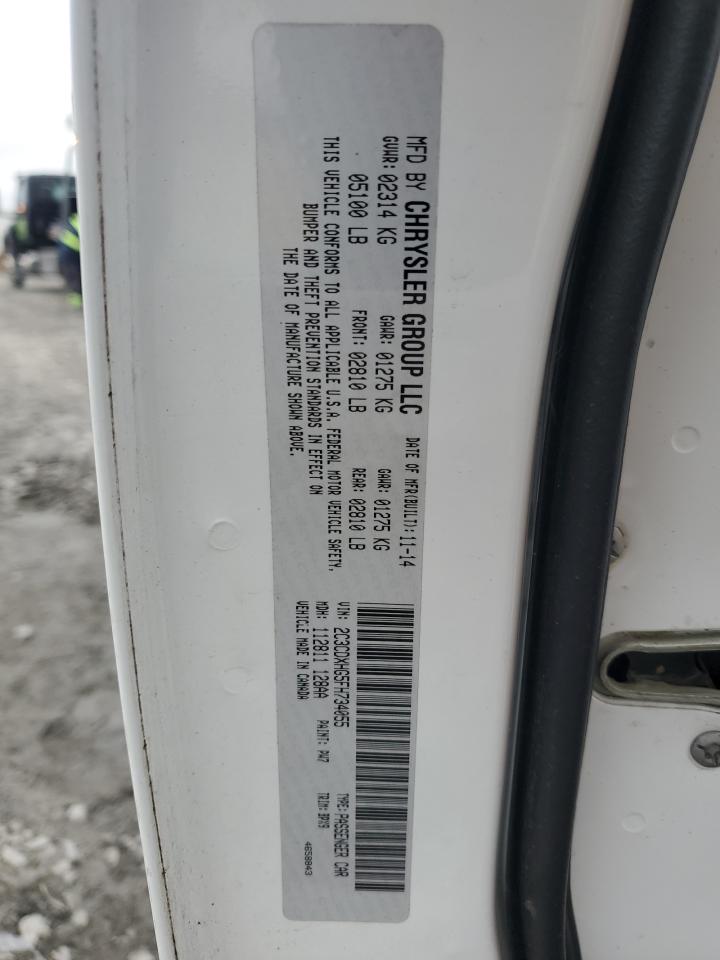 MFD BY CHRYSLER GROUP LLC DATE OF MFR(BUILT):11-14
GVWR: 02314 KG GAWR: 01275 KG GAWR: 01275 KG
05100 LB FRONT: 02810 LB REAR: 02810 LB
THIS VEHICLE CONFORMS TO ALL APPLICABLE U.S.A. FEDERAL MOTOR VEHICLE SAFETY,
BUMPER AND THEFT PREVENTION STANDARDS IN EFFECT ON
THE DATE OF MANUFACTURE SHOWN ABOVE.
VIN: 2C3CDXHG5FH734055 TYPE: PASSENGER CAR
MDH: 112811 128AA PAINT: PW7 TRIM: BPX9
VEHICLE MADE IN CANADA 4658843